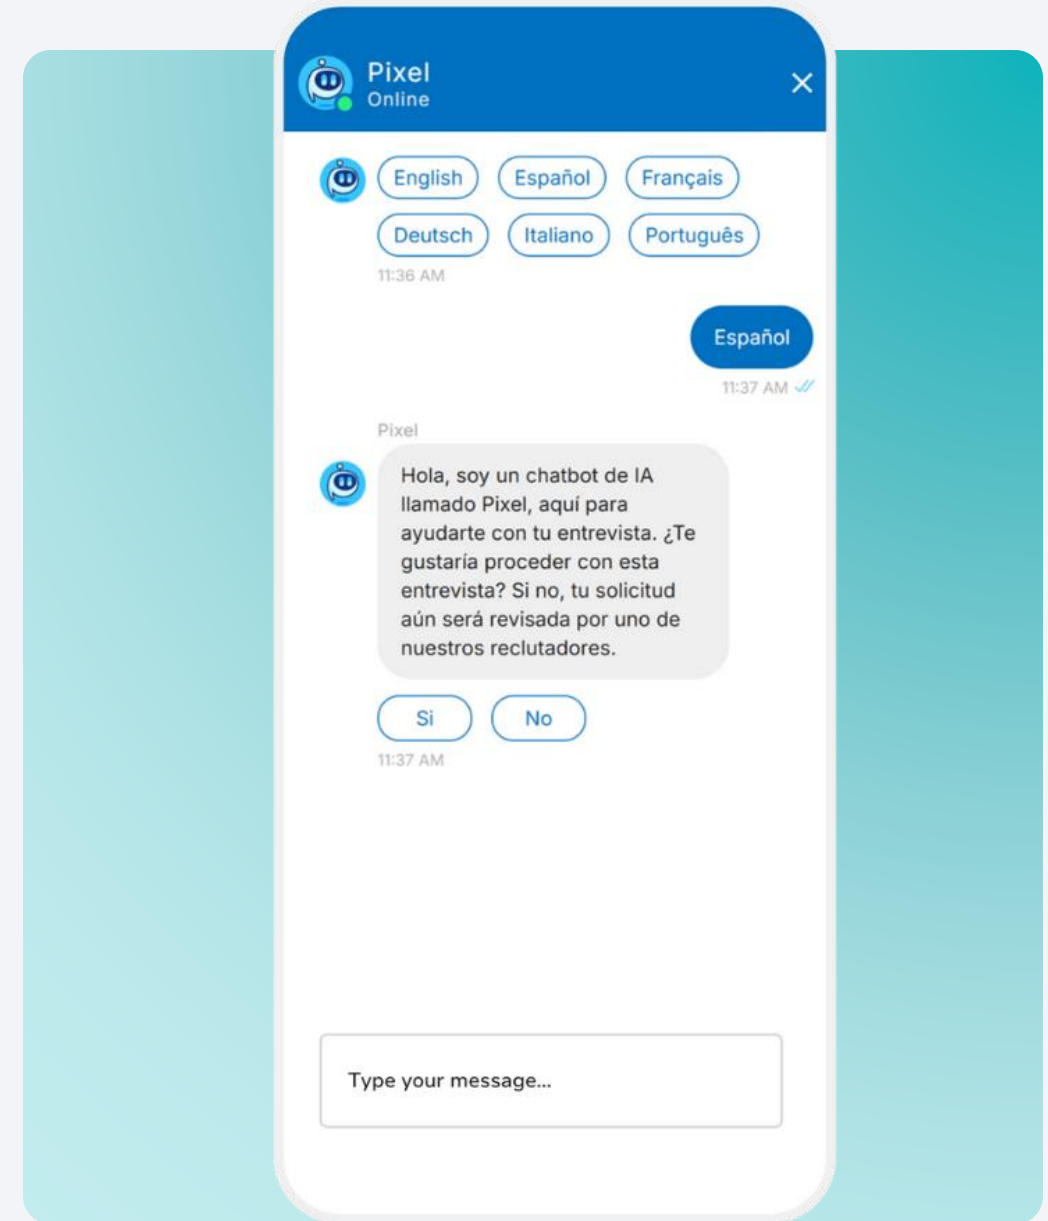 Pixel
Online
English Español Français
Deutsch Italiano Português
11:36 AM
Español
11:37 AM
Pixel
Hola, soy un chatbot de IA
llamado Pixel, aquí para
ayudarte con tu entrevista. ¿Te
gustaría proceder con esta
entrevista? Si no, tu solicitud
aún será revisada por uno de
nuestros reclutadores.
Si No
11:37 AM
Type your message...